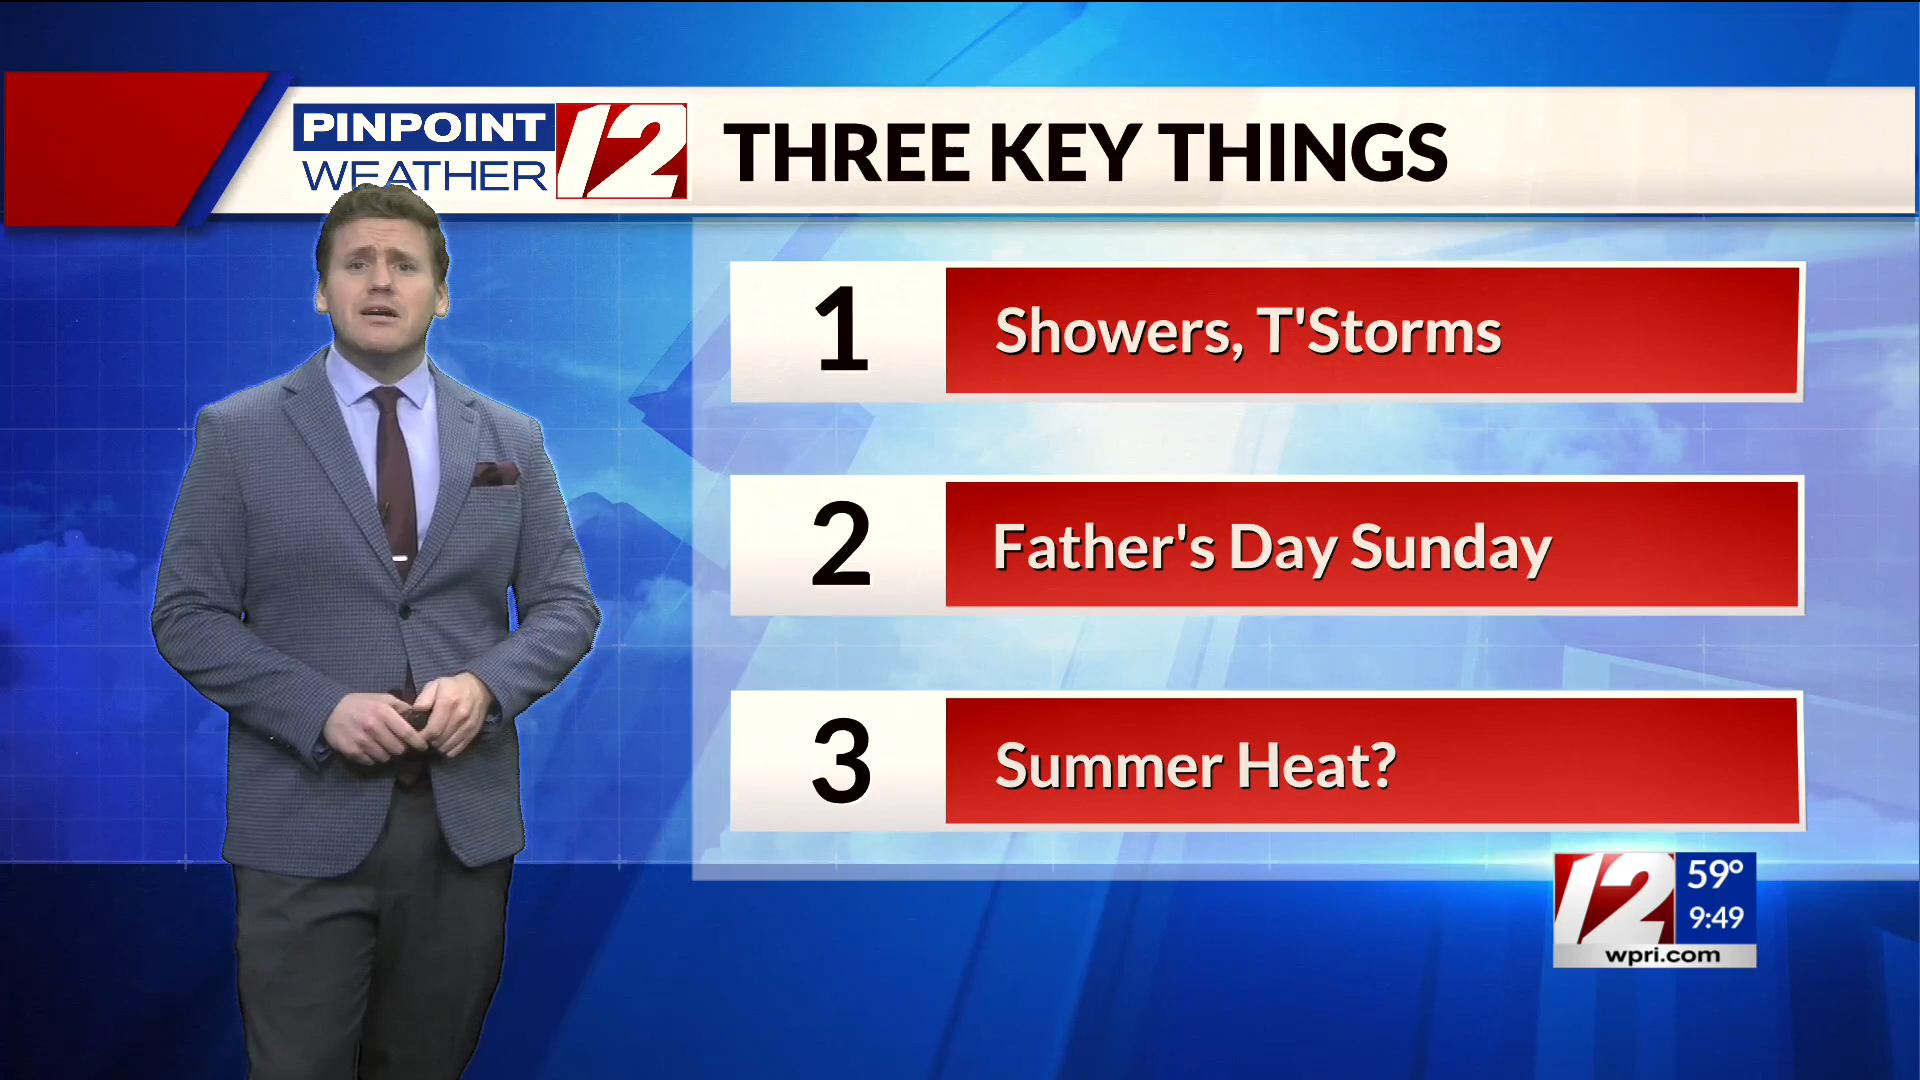 PINPOINT
WEATHER
12
THREE KEY THINGS
1
Showers, T'Storms
2
Father's Day Sunday
3
Summer Heat?
12
59°
9:49
wpri.com